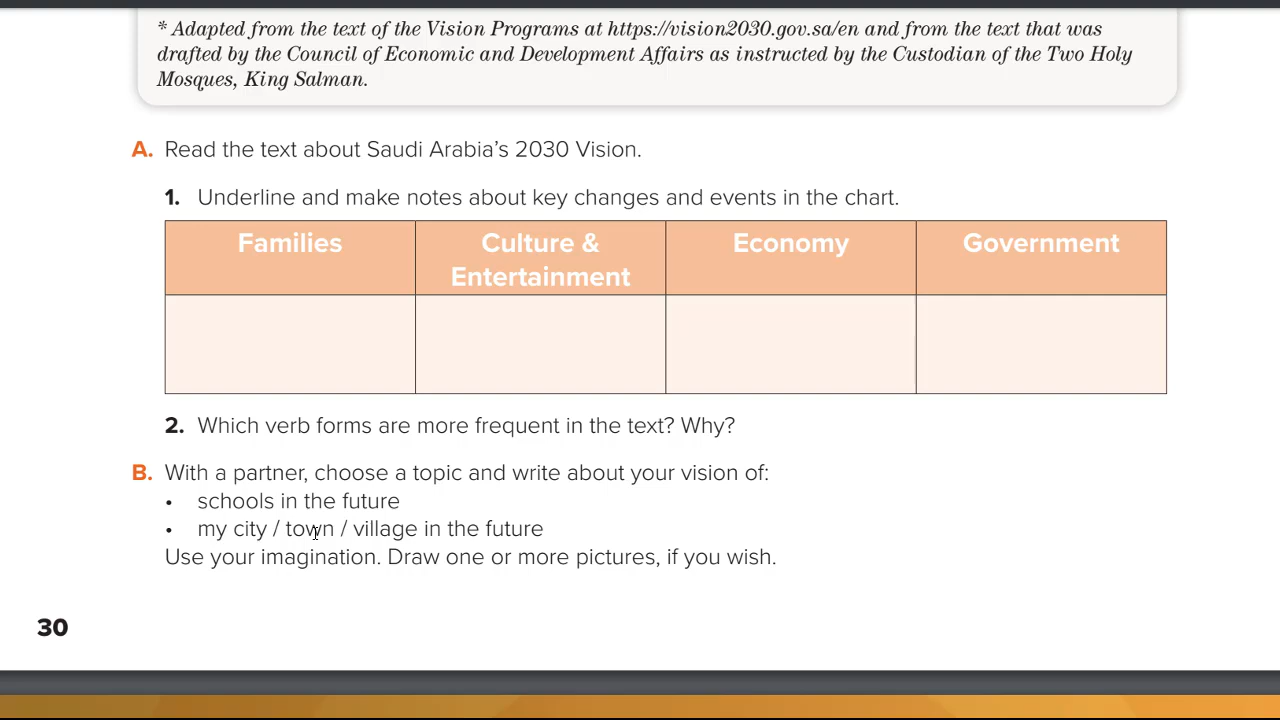 * Adapted from the text of the Vision Programs at https://vision2030.gov.sa/en and from the text that was
drafted by the Council of Economic and Development Affairs as instructed by the Custodian of the Two Holy
Mosques, King Salman.
A. Read the text about Saudi Arabia's 2030 Vision.
1. Underline and make notes about key changes and events in the chart.
Families
Culture &
Entertainment
Economy
Government
2. Which verb forms are more frequent in the text? Why?
B. With a partner, choose a topic and write about your vision of:
• schools in the future
• my city / town / village in the future
Use your imagination. Draw one or more pictures, if you wish.
30